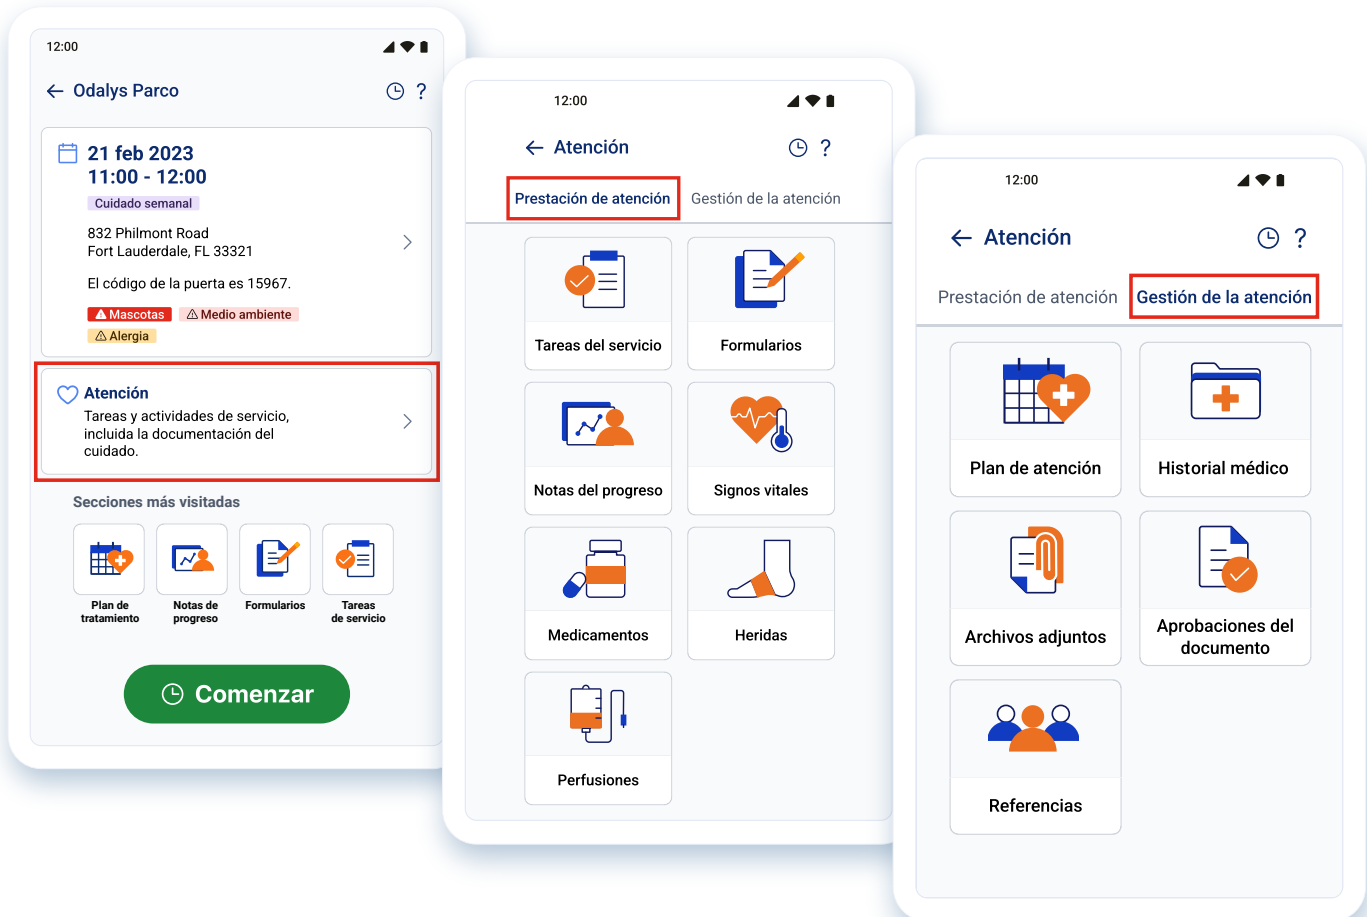 12:00
Odalys Parco
?
21 feb 2023
11:00 - 12:00
Cuidado semanal
832 Philmont Road
Fort Lauderdale, FL 33321
El código de la puerta es 15967.
Mascotas
Medio ambiente
Alergia
Atención
Tareas y actividades de servicio,
incluida la documentación del
cuidado.
Secciones más visitadas
Plan de
tratamiento
Notas de
progreso
Formularios
Tareas
de servicio
Comenzar
12:00
Atención
?
Prestación de atención
Gestión de la atención
Tareas del servicio
Formularios
Notas del progreso
Signos vitales
Medicamentos
Heridas
Perfusiones
12:00
Atención
?
Prestación de atención
Gestión de la atención
Plan de atención
Historial médico
Archivos adjuntos
Aprobaciones del
documento
Referencias